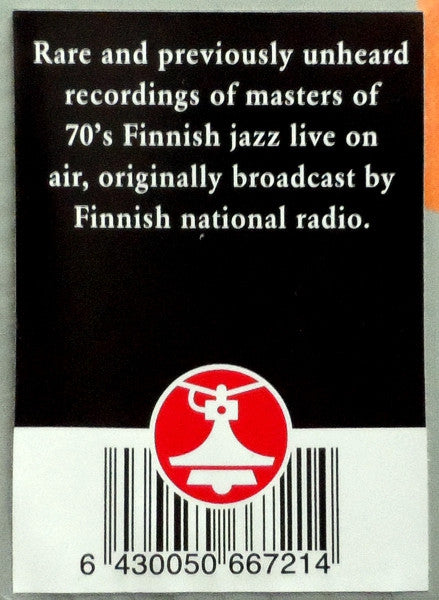 Rare and previously unheard
recordings of masters of
70's Finnish jazz live on
air, originally broadcast by
Finnish national radio.
6 430050 667214